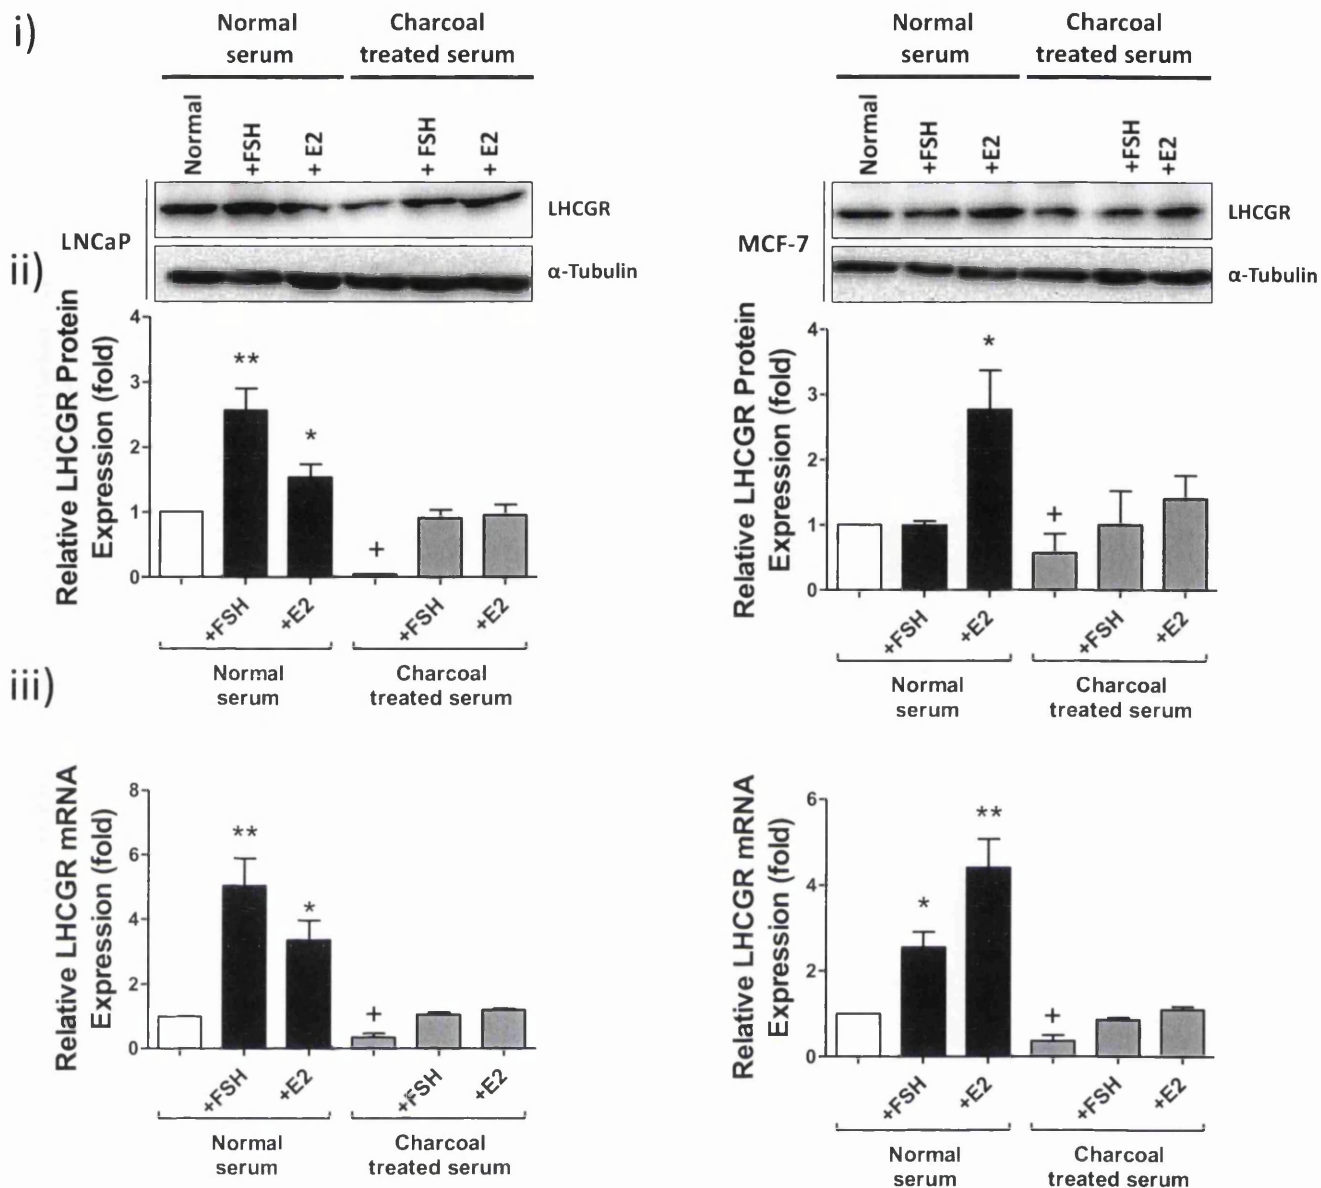 i)
Normal
serum
Charcoal
treated serum
Normal
+FSH
+ E2
+ FSH
+ E2
LHCGR
LNCaP
α-Tubulin
Normal
serum
Charcoal
treated serum
Normal
+FSH
+E2
+FSH
+E2
LHCGR
MCF-7
α-Tubulin
ii)
Relative LHCGR Protein
Expression (fold)
4
3
2
1
0
**
*
+
+FSH
+E2
+FSH
+E2
Normal
serum
Charcoal
treated serum
Relative LHCGR Protein
Expression (fold)
4
3
2
1
0
*
+
+FSH
+E2
+FSH
+E2
Normal
serum
Charcoal
treated serum
iii)
Relative LHCGR mRNA
Expression (fold)
8
6
4
2
0
**
*
+
+FSH
+E2
+FSH
+E2
Normal
serum
Charcoal
treated serum
Relative LHCGR mRNA
Expression (fold)
6
4
2
0
*
**
+
+FSH
+E2
+FSH
+E2
Normal
serum
Charcoal
treated serum